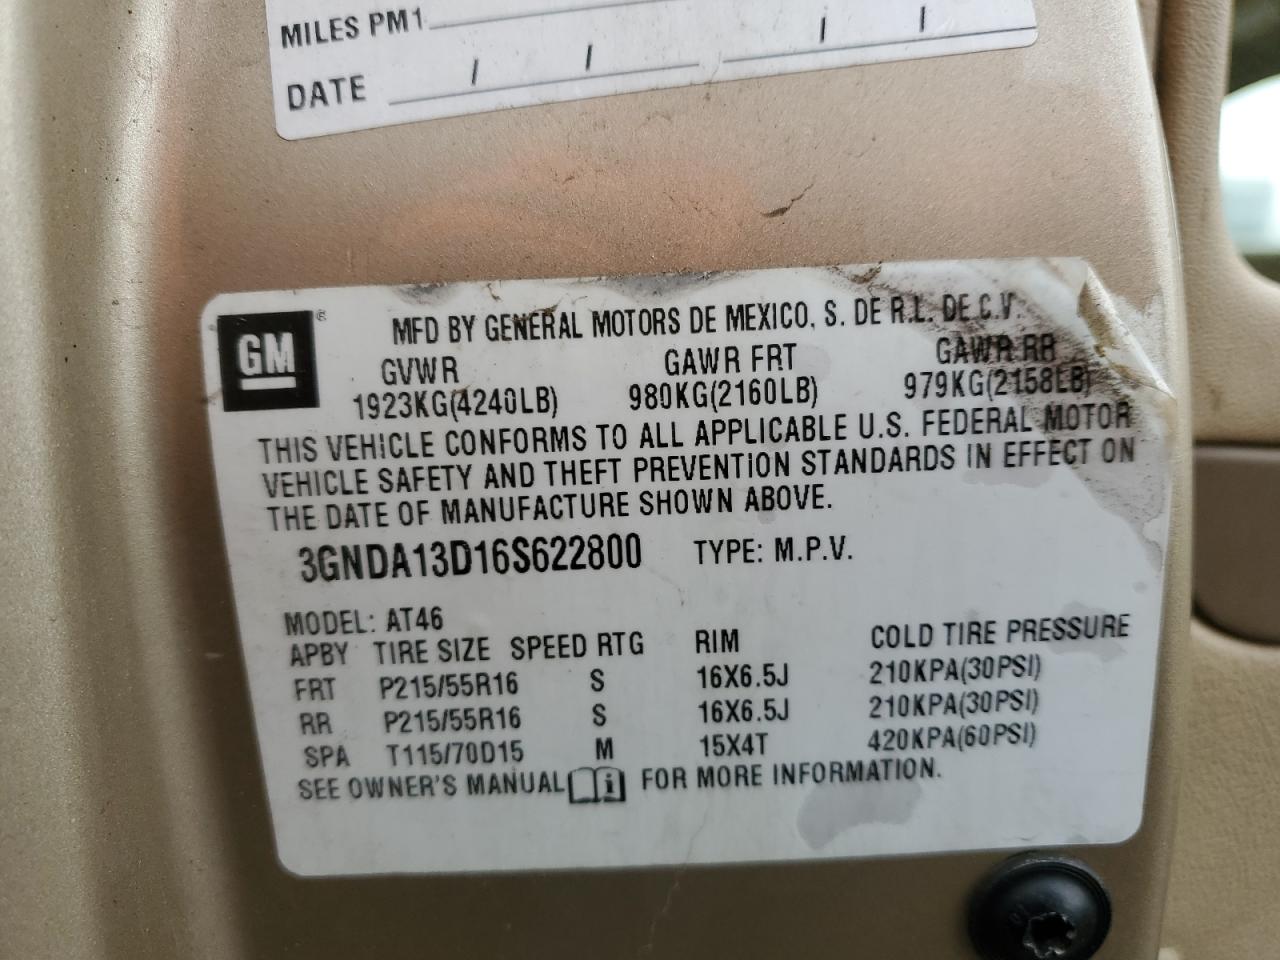 MILES PM1
DATE / / / /
GM ®
MFD BY GENERAL MOTORS DE MEXICO, S. DE R.L. DE C.V.
GVWR GAWR FRT GAWR RR
1923KG(4240LB) 980KG(2160LB) 979KG(2158LB)
THIS VEHICLE CONFORMS TO ALL APPLICABLE U.S. FEDERAL MOTOR
VEHICLE SAFETY AND THEFT PREVENTION STANDARDS IN EFFECT ON
THE DATE OF MANUFACTURE SHOWN ABOVE.
3GNDA13D16S622800 TYPE: M.P.V.
MODEL: AT46
APBY TIRE SIZE SPEED RTG RIM COLD TIRE PRESSURE
FRT P215/55R16 S 16X6.5J 210KPA(30PSI)
RR P215/55R16 S 16X6.5J 210KPA(30PSI)
SPA T115/70D15 M 15X4T 420KPA(60PSI)
SEE OWNER'S MANUAL i FOR MORE INFORMATION.